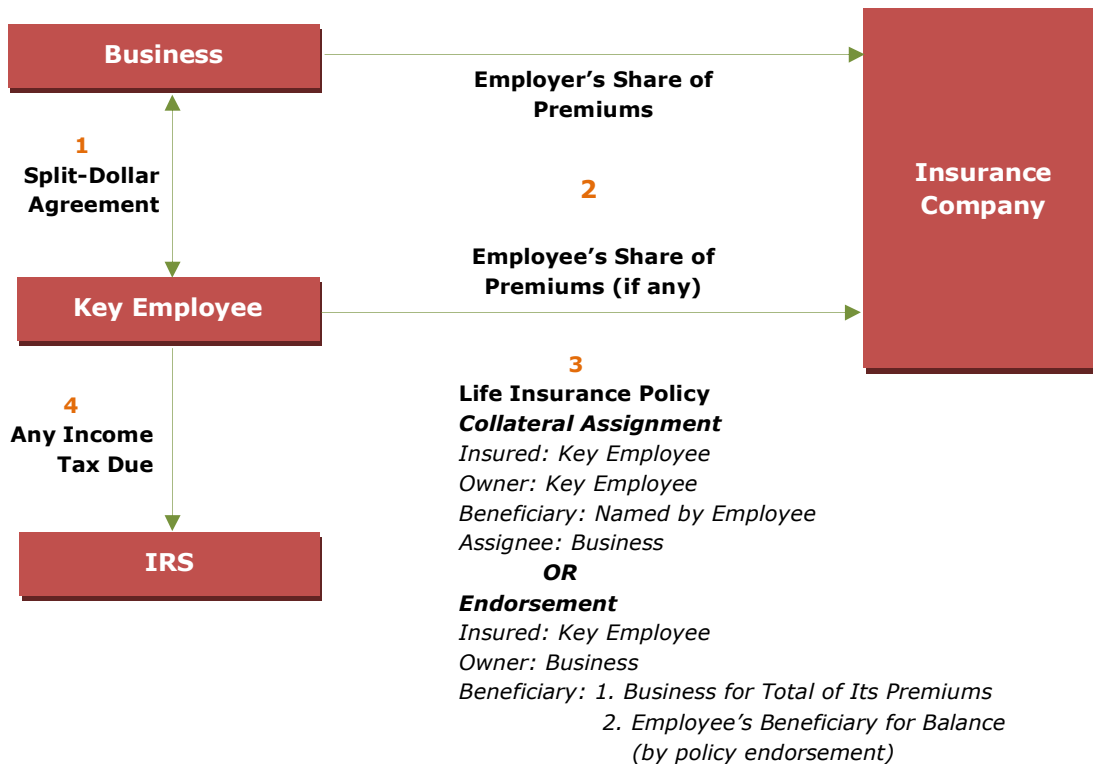 Business
Employer’s Share of
Premiums
1
Split-Dollar
Agreement
2
Insurance
Company
Employee’s Share of
Premiums (if any)
Key Employee
3
Life Insurance Policy
Collateral Assignment
Insured: Key Employee
Owner: Key Employee
Beneficiary: Named by Employee
Assignee: Business
OR
Endorsement
Insured: Key Employee
Owner: Business
Beneficiary: 1. Business for Total of Its Premiums
2. Employee’s Beneficiary for Balance
(by policy endorsement)
4
Any Income
Tax Due
IRS